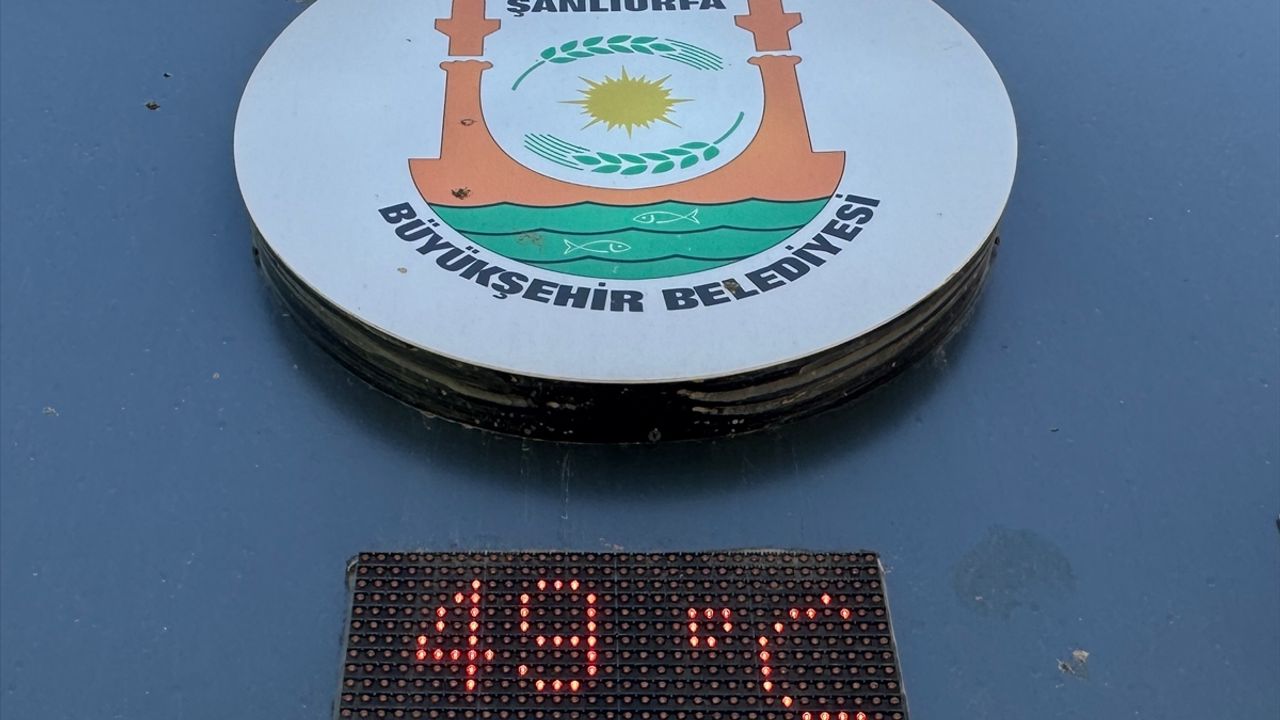 ŞANLIURFA
BÜYÜKŞEHİR BELEDİYESİ
49 °C